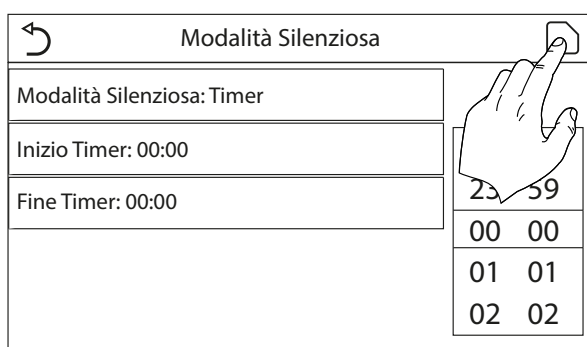 Modalità Silenziosa
Modalità Silenziosa: Timer
Inizio Timer: 00:00
Fine Timer: 00:00
23 59
00 00
01 01
02 02